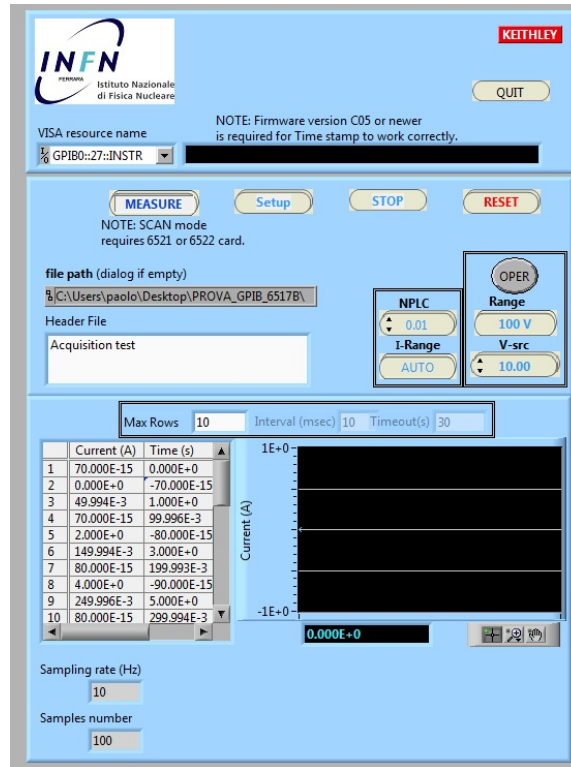 KEITHLEY
INFN
FERRARA
Istituto Nazionale
di Fisica Nucleare
QUIT
NOTE: Firmware version C05 or newer
is required for Time stamp to work correctly.
VISA resource name
GPIB0::27::INSTR
MEASURE
Setup
STOP
RESET
NOTE: SCAN mode
requires 6521 or 6522 card.
file path (dialog if empty)
C:\Users\paolo\Desktop\PROVA_GPIB_6517B\
Header File
Acquisition test
NPLC
0.01
I-Range
AUTO
OPER
Range
100 V
V-src
10.00
Max Rows 10 Interval (msec) 10 Timeout(s) 30
Current (A) Time (s)
1 70.000E-15 0.000E+0
2 0.000E+0 -70.000E-15
3 49.994E-3 1.000E+0
4 70.000E-15 99.996E-3
5 2.000E+0 -80.000E-15
6 149.994E-3 3.000E+0
7 80.000E-15 199.993E-3
8 4.000E+0 -90.000E-15
9 249.996E-3 5.000E+0
10 80.000E-15 299.994E-3
1E+0
Current (A)
-1E+0
0.000E+0
Sampling rate (Hz)
10
Samples number
100